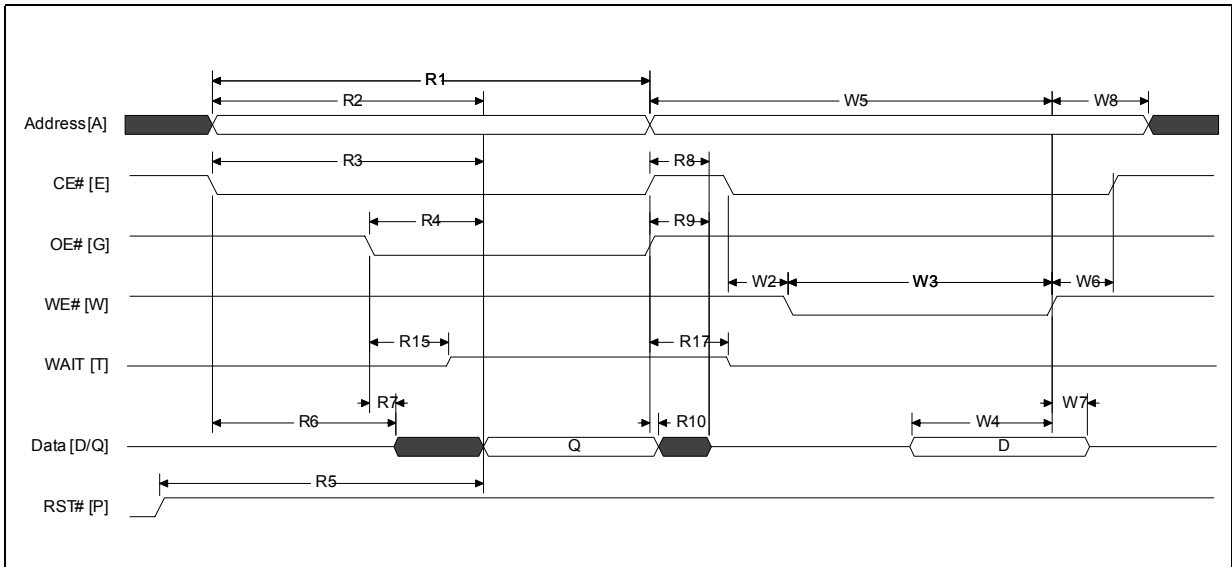 R1
R2
W5
W8
Address [A]
R3
R8
CE# [E]
R4
R9
OE# [G]
W2
W3
W6
WE# [W]
R15
R17
WAIT [T]
R7
W7
R6
R10
W4
Data [D/Q]
Q
D
R5
RST# [P]